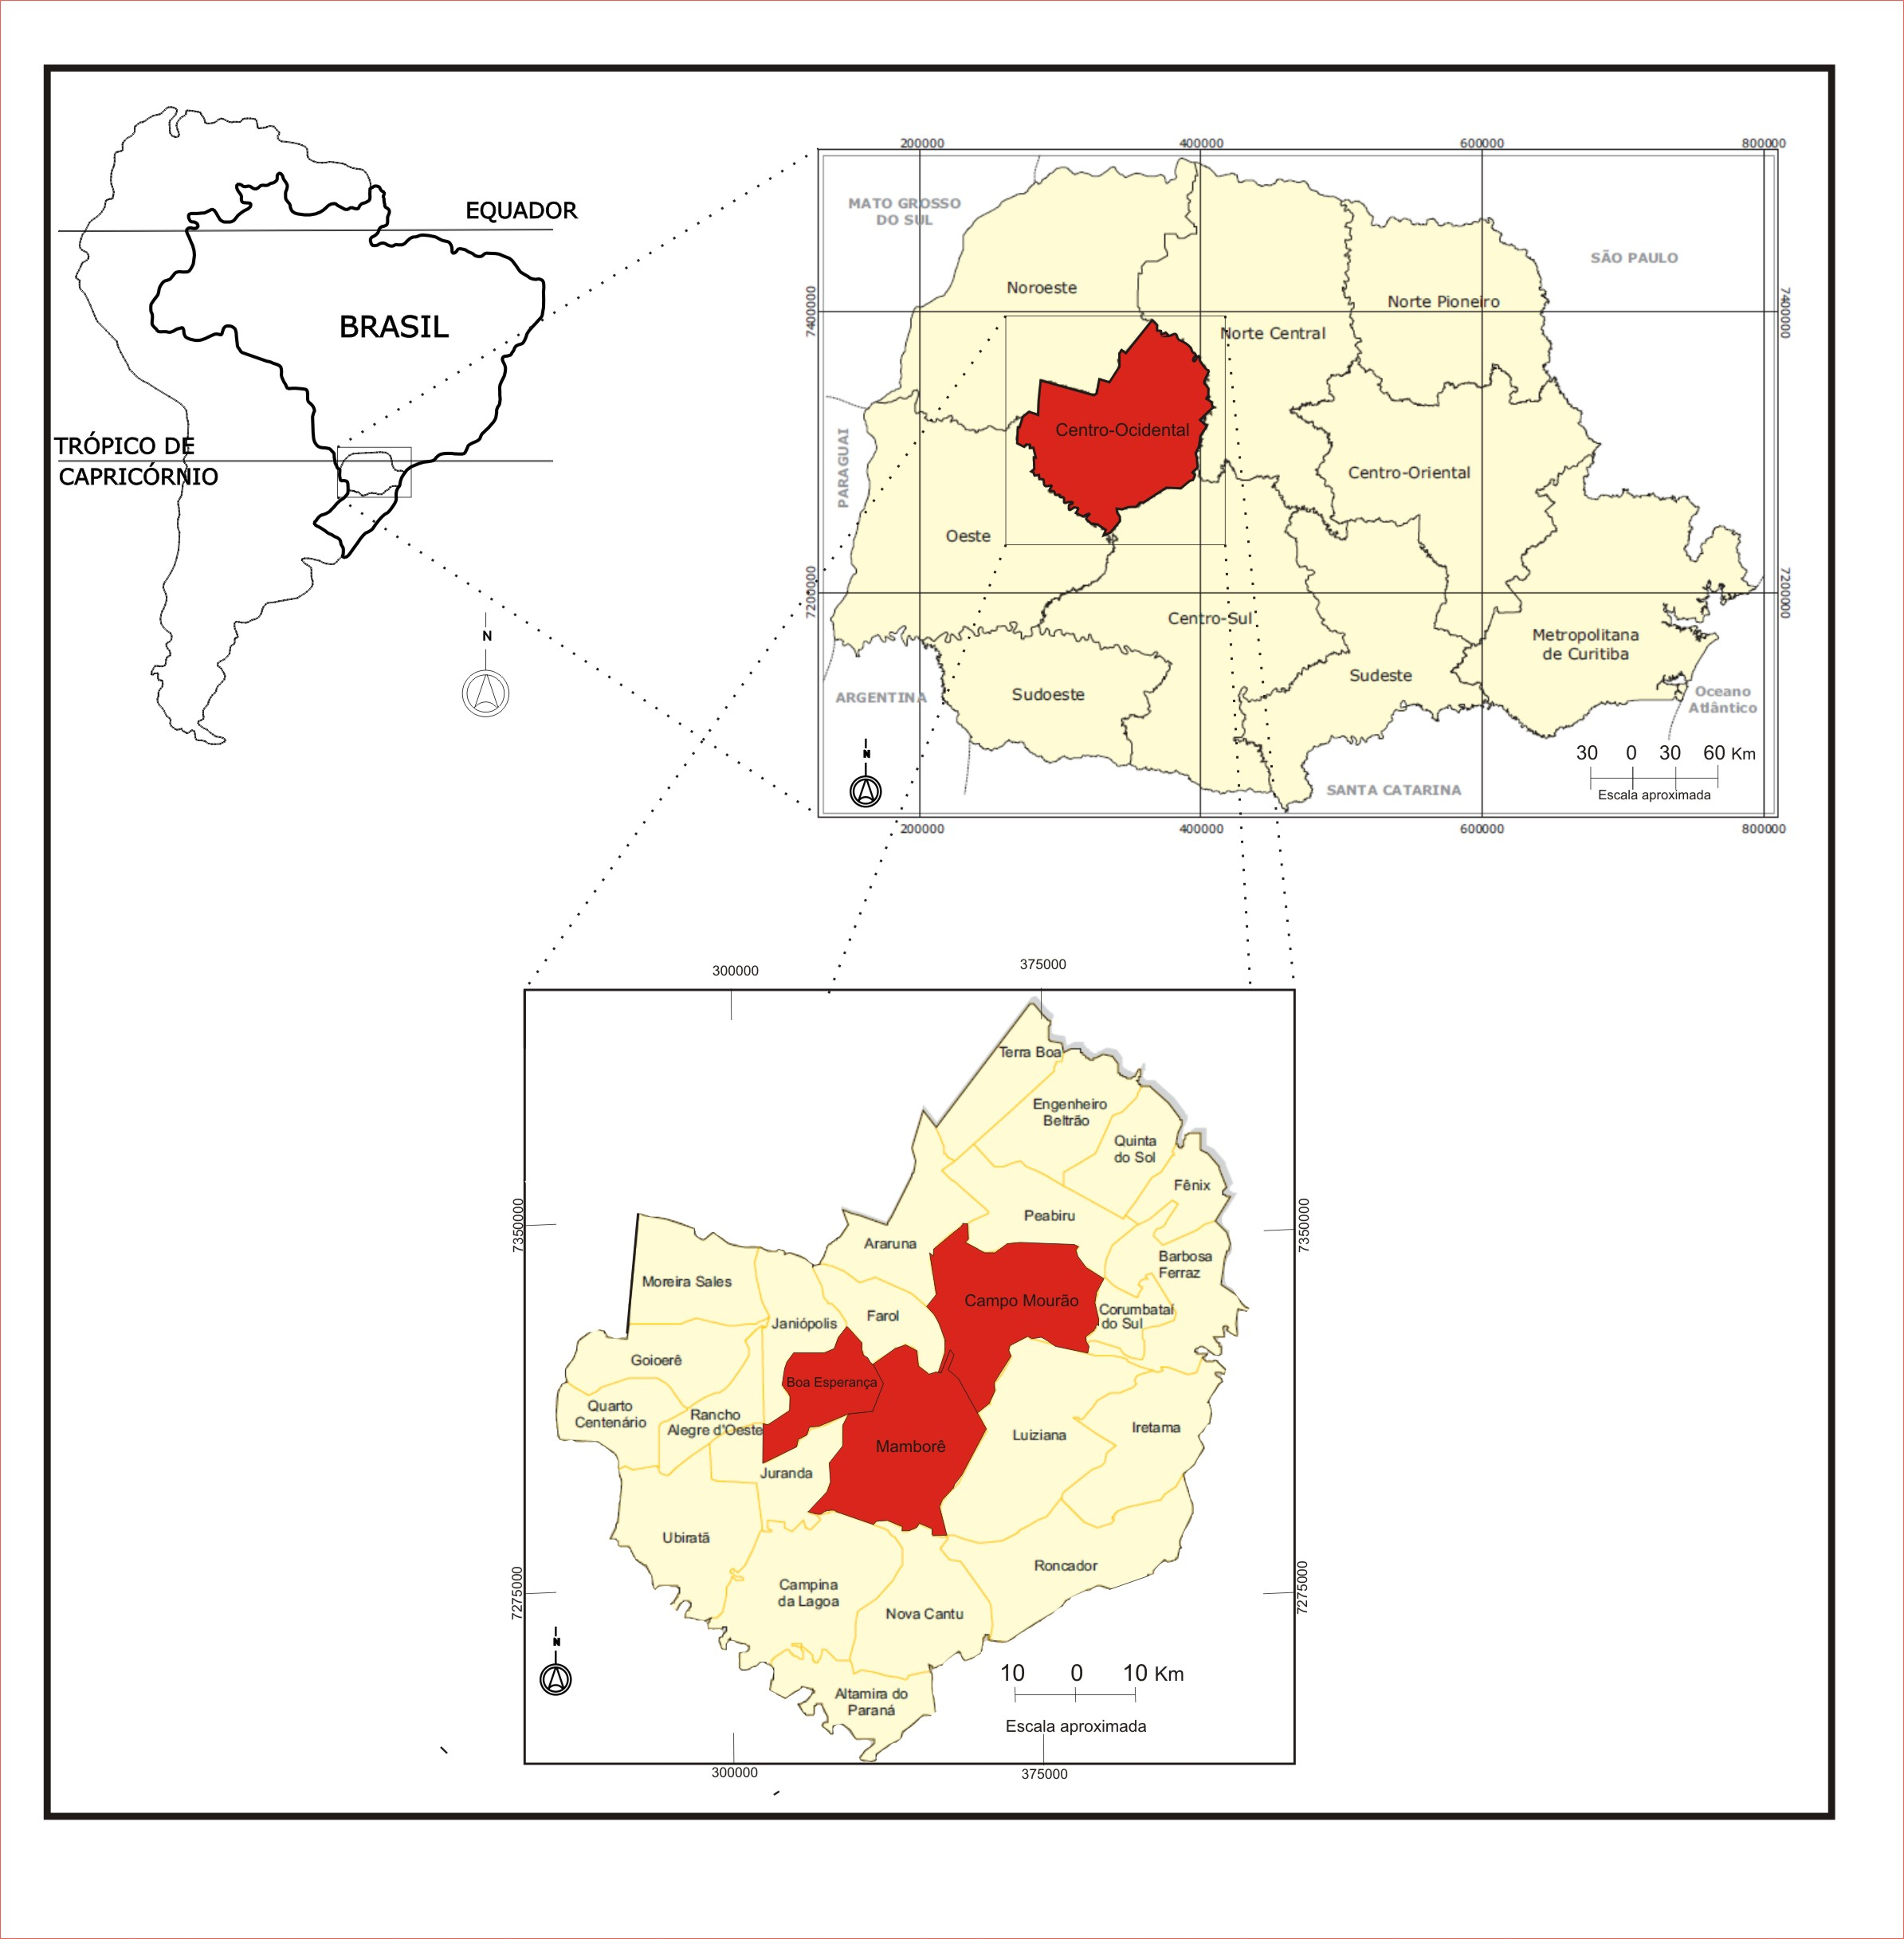 EQUADOR
BRASIL
TRÓPICO DE
CAPRICÓRNIO
N
200000
400000
600000
800000
MATO GROSSO
DO SUL
SÃO PAULO
Noroeste
Norte Pioneiro
7400000
7400000
Norte Central
Centro-Ocidental
PARAGUAI
Centro-Oriental
Oeste
7200000
7200000
Centro-Sul
Metropolitana
de Curitiba
Sudeste
ARGENTINA
Sudoeste
Oceano
Atlântico
N
30 0 30 60 Km
Escala aproximada
SANTA CATARINA
200000
400000
600000
800000
300000
375000
Terra Boa
Engenheiro
Beltrão
Quinta
do Sol
Fênix
Peabiru
7350000
7350000
Araruna
Barbosa
Ferraz
Moreira Sales
Campo Mourão
Corumbataí
do Sul
Farol
Janiópolis
Goioerê
Boa Esperança
Quarto
Centenário
Rancho
Alegre d'Oeste
Iretama
Luiziana
Mamborê
Juranda
Ubiratã
Roncador
Campina
da Lagoa
Nova Cantu
7275000
7275000
N
10 0 10 Km
Escala aproximada
Altamira do
Paraná
300000
375000